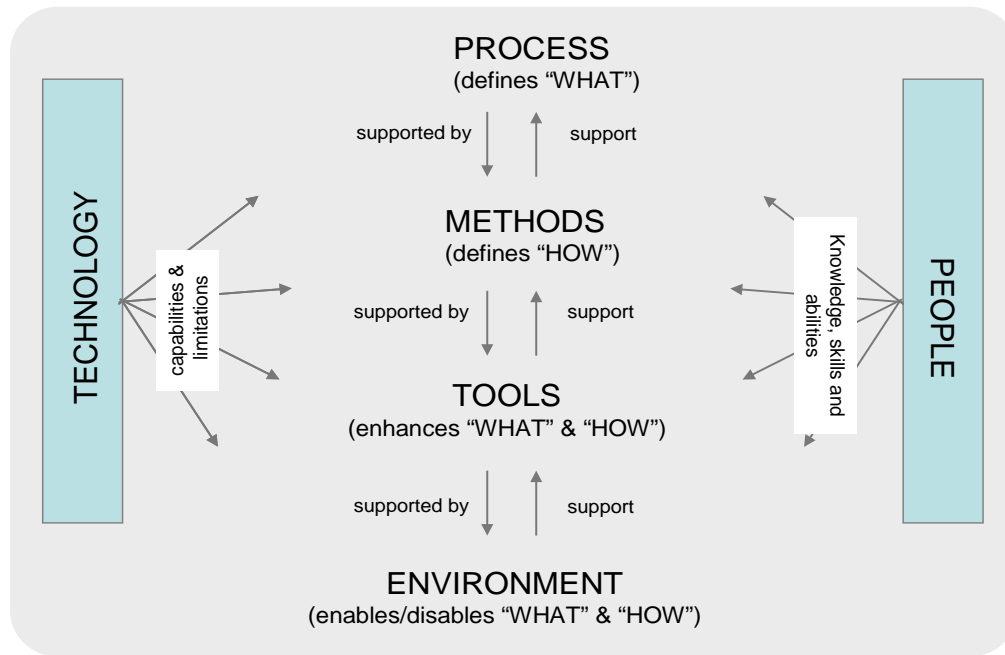 PROCESS
(defines “WHAT”)
supported by
support
TECHNOLOGY
capabilities &
limitations
METHODS
(defines “HOW”)
supported by
support
Knowledge, skills and
abilities
PEOPLE
TOOLS
(enhances “WHAT” & “HOW”)
supported by
support
ENVIRONMENT
(enables/disables “WHAT” & “HOW”)